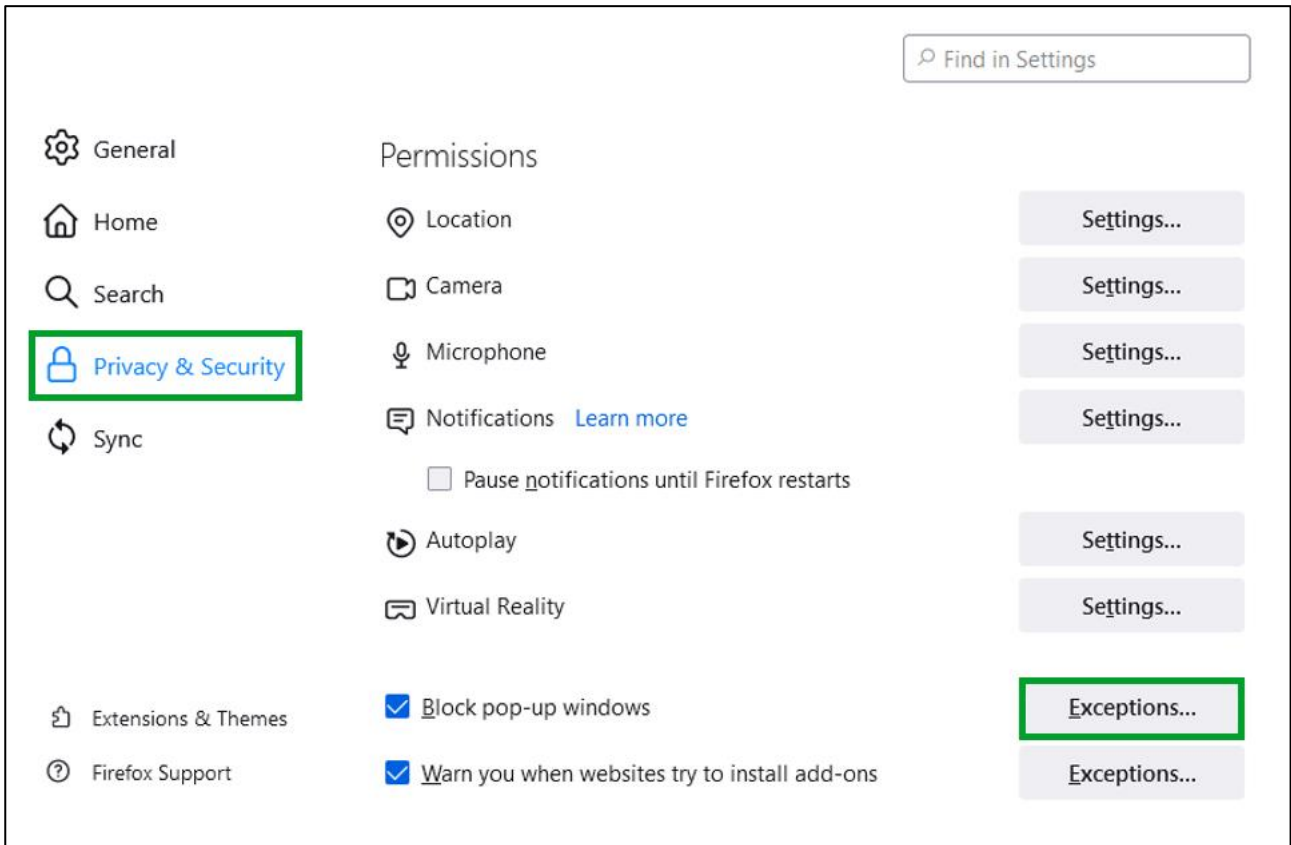 Find in Settings
General
Home
Search
Privacy & Security
Sync
Extensions & Themes
Firefox Support
Permissions
Location Settings...
Camera Settings...
Microphone Settings...
Notifications Learn more Settings...
Pause notifications until Firefox restarts
Autoplay Settings...
Virtual Reality Settings...
Block pop-up windows Exceptions...
Warn you when websites try to install add-ons Exceptions...